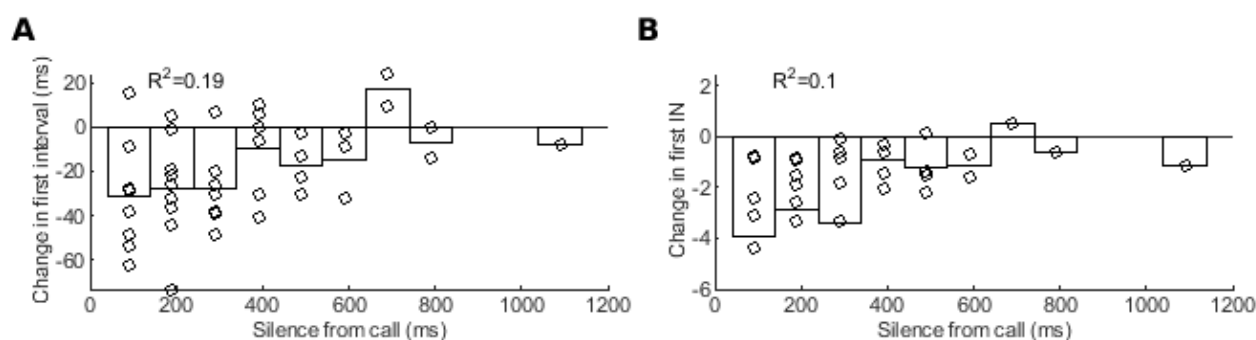 A
R²=0.19
Change in first interval (ms)
20
0
-20
-40
-60
0 200 400 600 800 1000 1200
Silence from call (ms)
B
R²=0.1
Change in first IN
2
0
-2
-4
-6
0 200 400 600 800 1000 1200
Silence from call (ms)